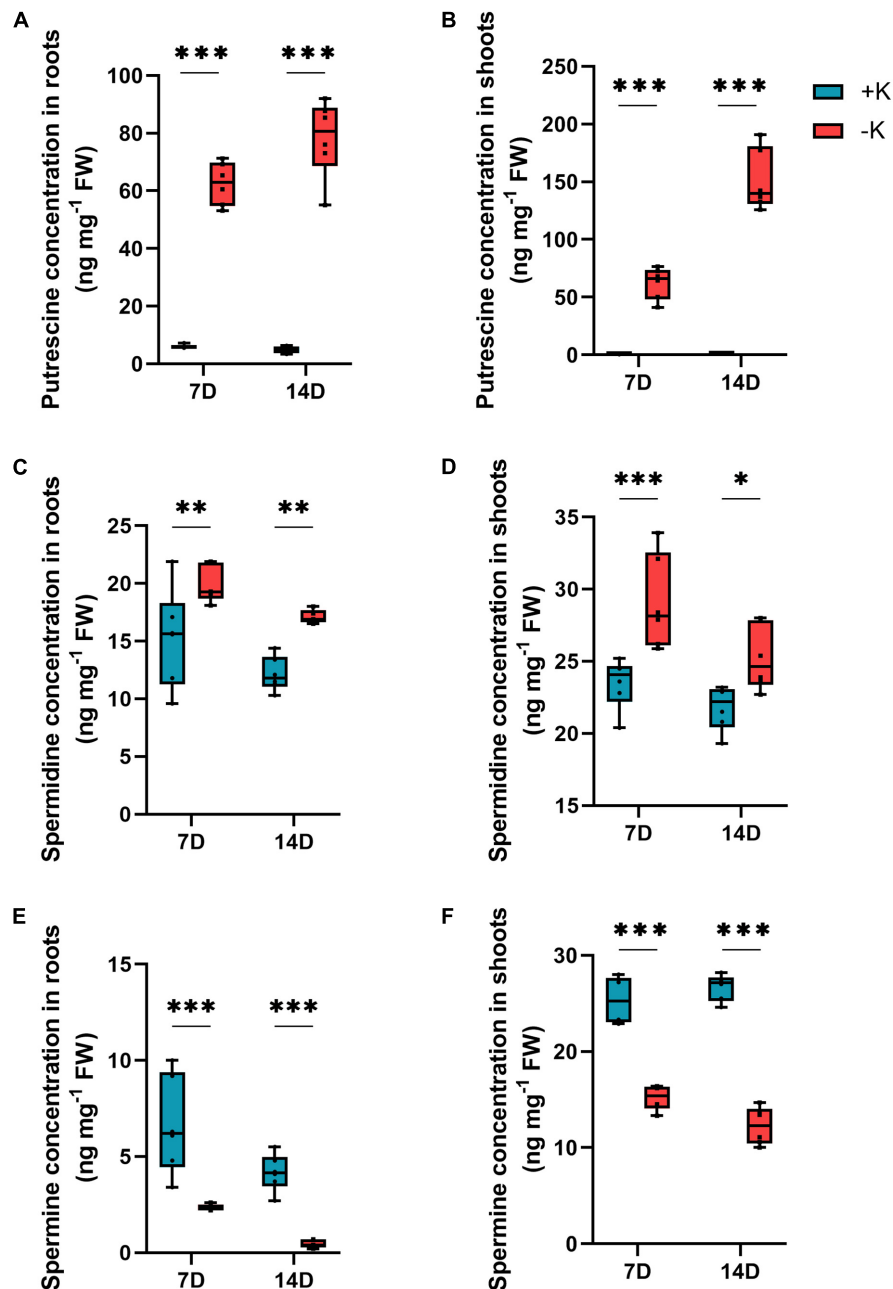 A
Putrescine concentration in roots
(ng mg⁻¹ FW)
*** ***
100
80
60
40
20
0
7D 14D
B
Putrescine concentration in shoots
(ng mg⁻¹ FW)
*** ***
250
200
150
100
50
0
7D 14D
+K
-K
C
Spermidine concentration in roots
(ng mg⁻¹ FW)
** **
25
20
15
10
5
0
7D 14D
D
Spermidine concentration in shoots
(ng mg⁻¹ FW)
*** *
35
30
25
20
15
7D 14D
E
Spermine concentration in roots
(ng mg⁻¹ FW)
*** ***
15
10
5
0
7D 14D
F
Spermine concentration in shoots
(ng mg⁻¹ FW)
*** ***
30
20
10
0
7D 14D